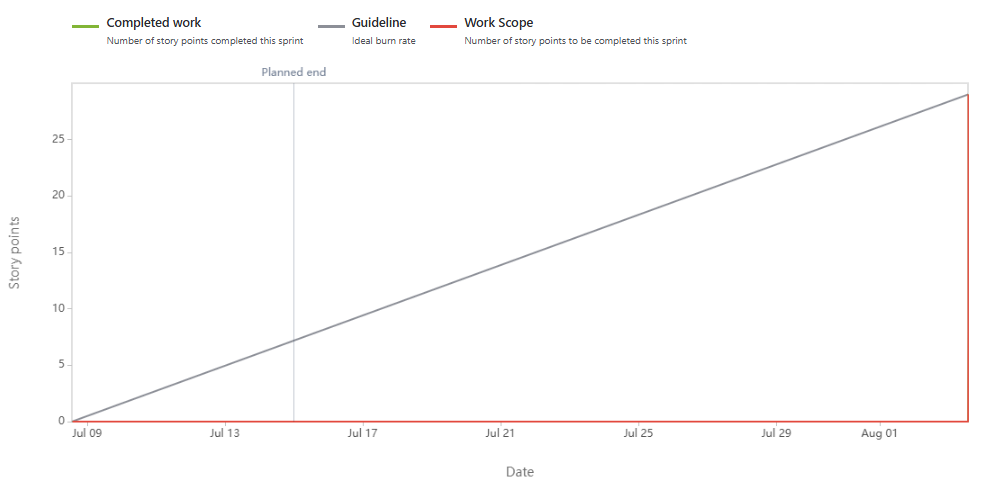 Completed work
Number of story points completed this sprint
Guideline
Ideal burn rate
Work Scope
Number of story points to be completed this sprint
Planned end
25
20
15
10
5
0
Story points
Jul 09
Jul 13
Jul 17
Jul 21
Jul 25
Jul 29
Aug 01
Date